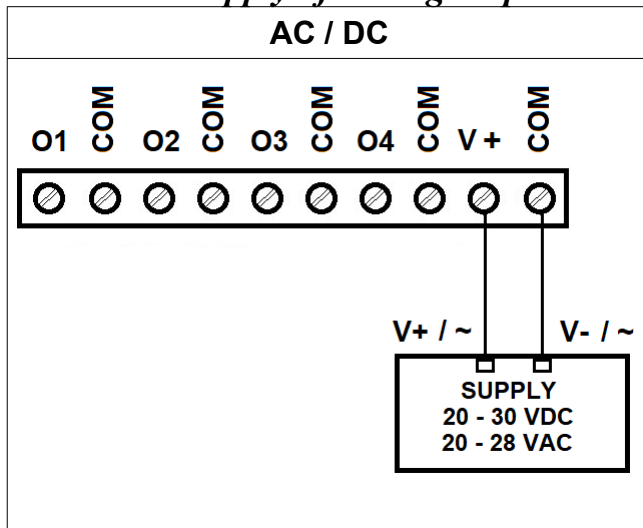 AC / DC
O1 COM O2 COM O3 COM O4 COM V+ COM
V+ / ~ V- / ~
SUPPLY
20 - 30 VDC
20 - 28 VAC